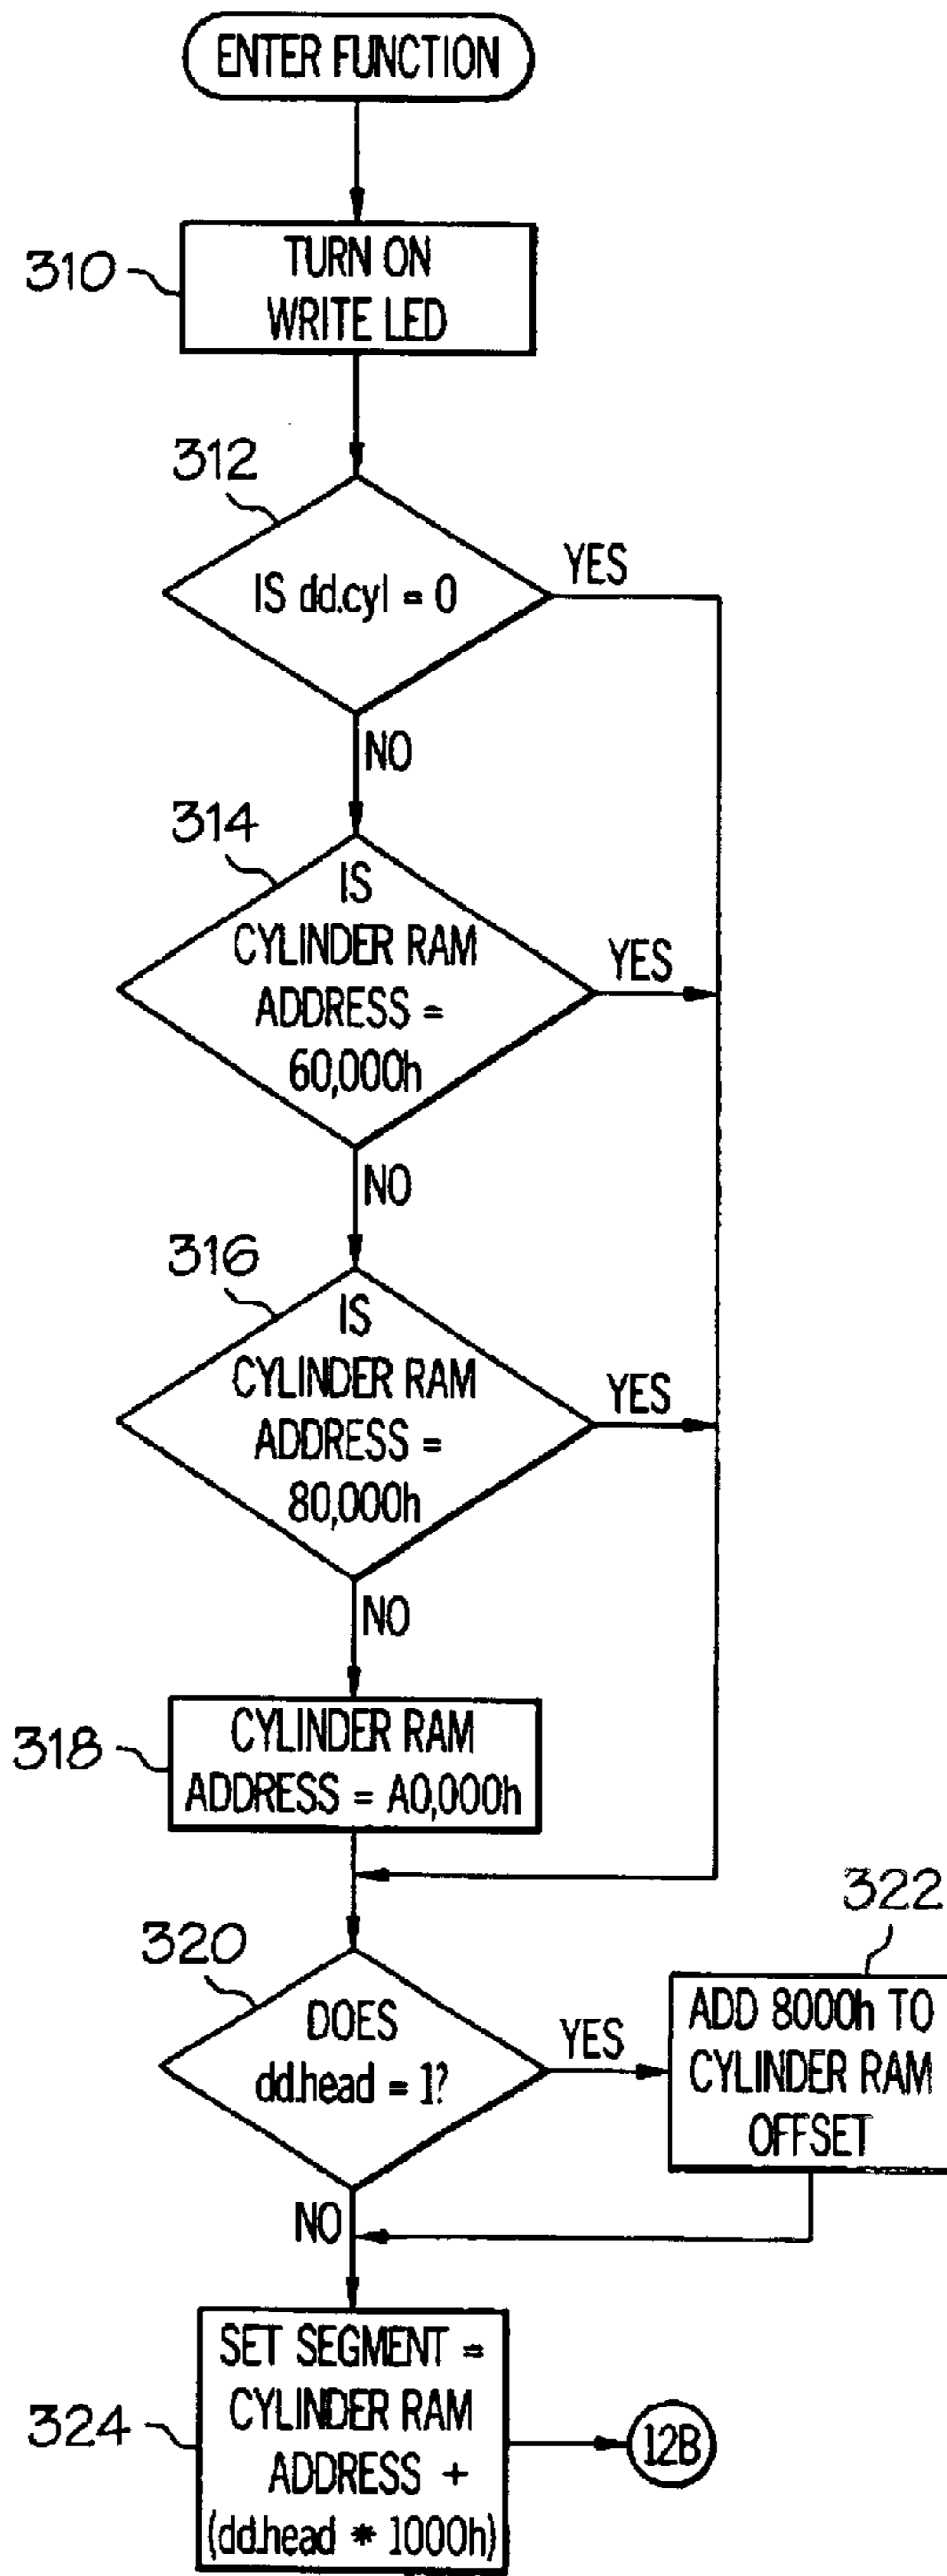 ENTER FUNCTION
310
TURN ON
WRITE LED
312
IS dd.cyl = 0
YES
NO
314
IS
CYLINDER RAM
ADDRESS =
60,000h
YES
NO
316
IS
CYLINDER RAM
ADDRESS =
80,000h
YES
NO
318
CYLINDER RAM
ADDRESS = A0,000h
320
DOES
dd.head = 1?
YES
322
ADD 8000h TO
CYLINDER RAM
OFFSET
NO
324
SET SEGMENT =
CYLINDER RAM
ADDRESS +
(dd.head * 1000h)
12B